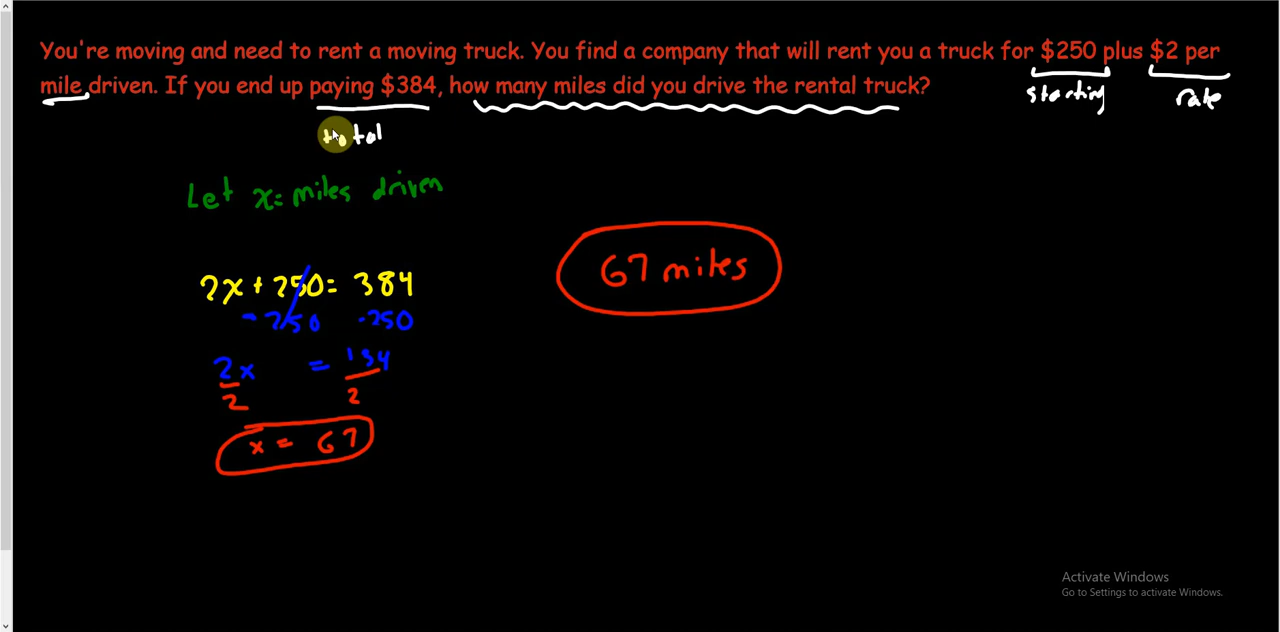 You're moving and need to rent a moving truck. You find a company that will rent you a truck for $250 plus $2 per
mile driven. If you end up paying $384, how many miles did you drive the rental truck?
starting
rate
total
Let x = miles driven
67 miles
2x + 250 = 384
- 250 -250
2x = 134
2 2
x = 67
Activate Windows
Go to Settings to activate Windows.